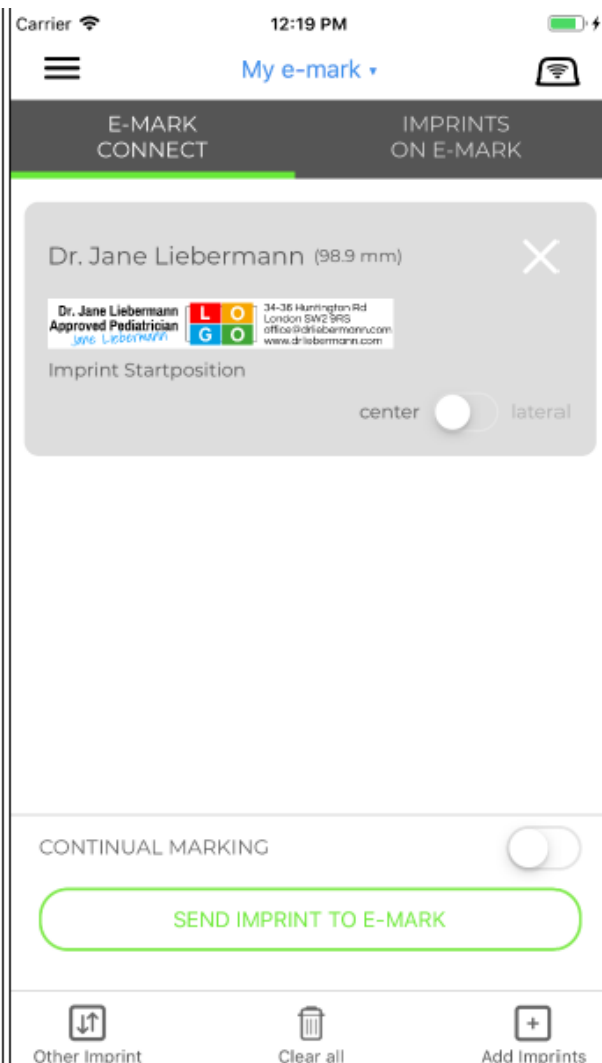 Carrier 12:19 PM
My e-mark
E-MARK CONNECT
IMPRINTS ON E-MARK
Dr. Jane Liebermann (98.9 mm)
Dr. Jane Liebermann
Approved Pediatrician
Jane Liebermann
L O
G O
34-36 Huntington Rd
London SW2 9RS
office@drliebermann.com
www.drliebermann.com
Imprint Startposition
center lateral
CONTINUAL MARKING
SEND IMPRINT TO E-MARK
Other Imprint
Clear all
Add Imprints